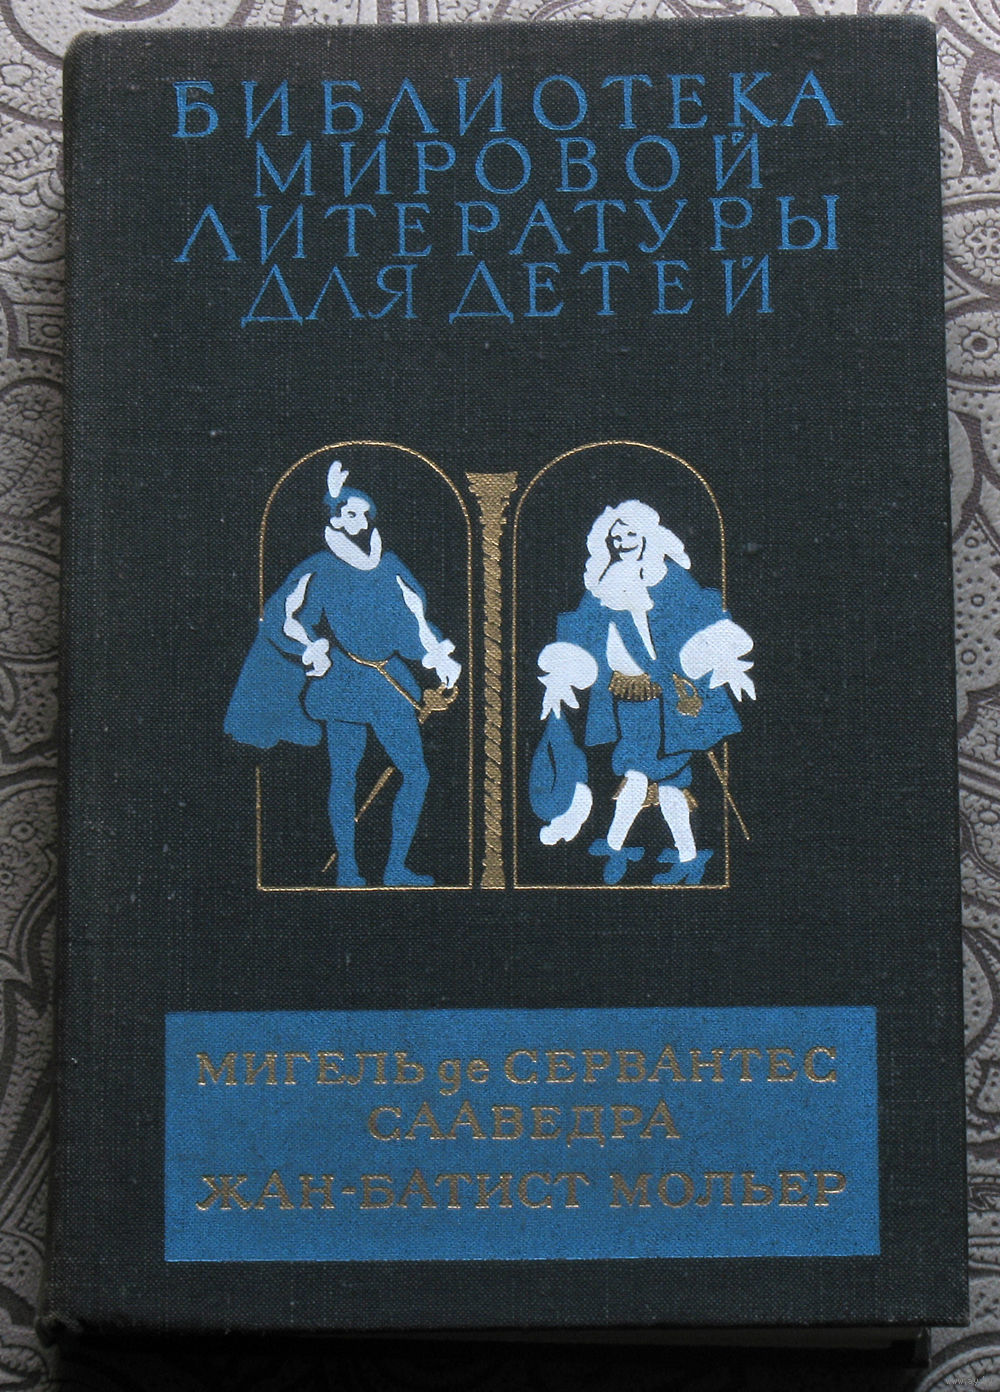 БИБЛИОТЕКА
МИРОВОЙ
ЛИТЕРАТУРЫ
ДЛЯ ДЕТЕЙ
МИГЕЛЬ де СЕРВАНТЕС
СААВЕДРА
ЖАН-БАТИСТ МОЛЬЕР